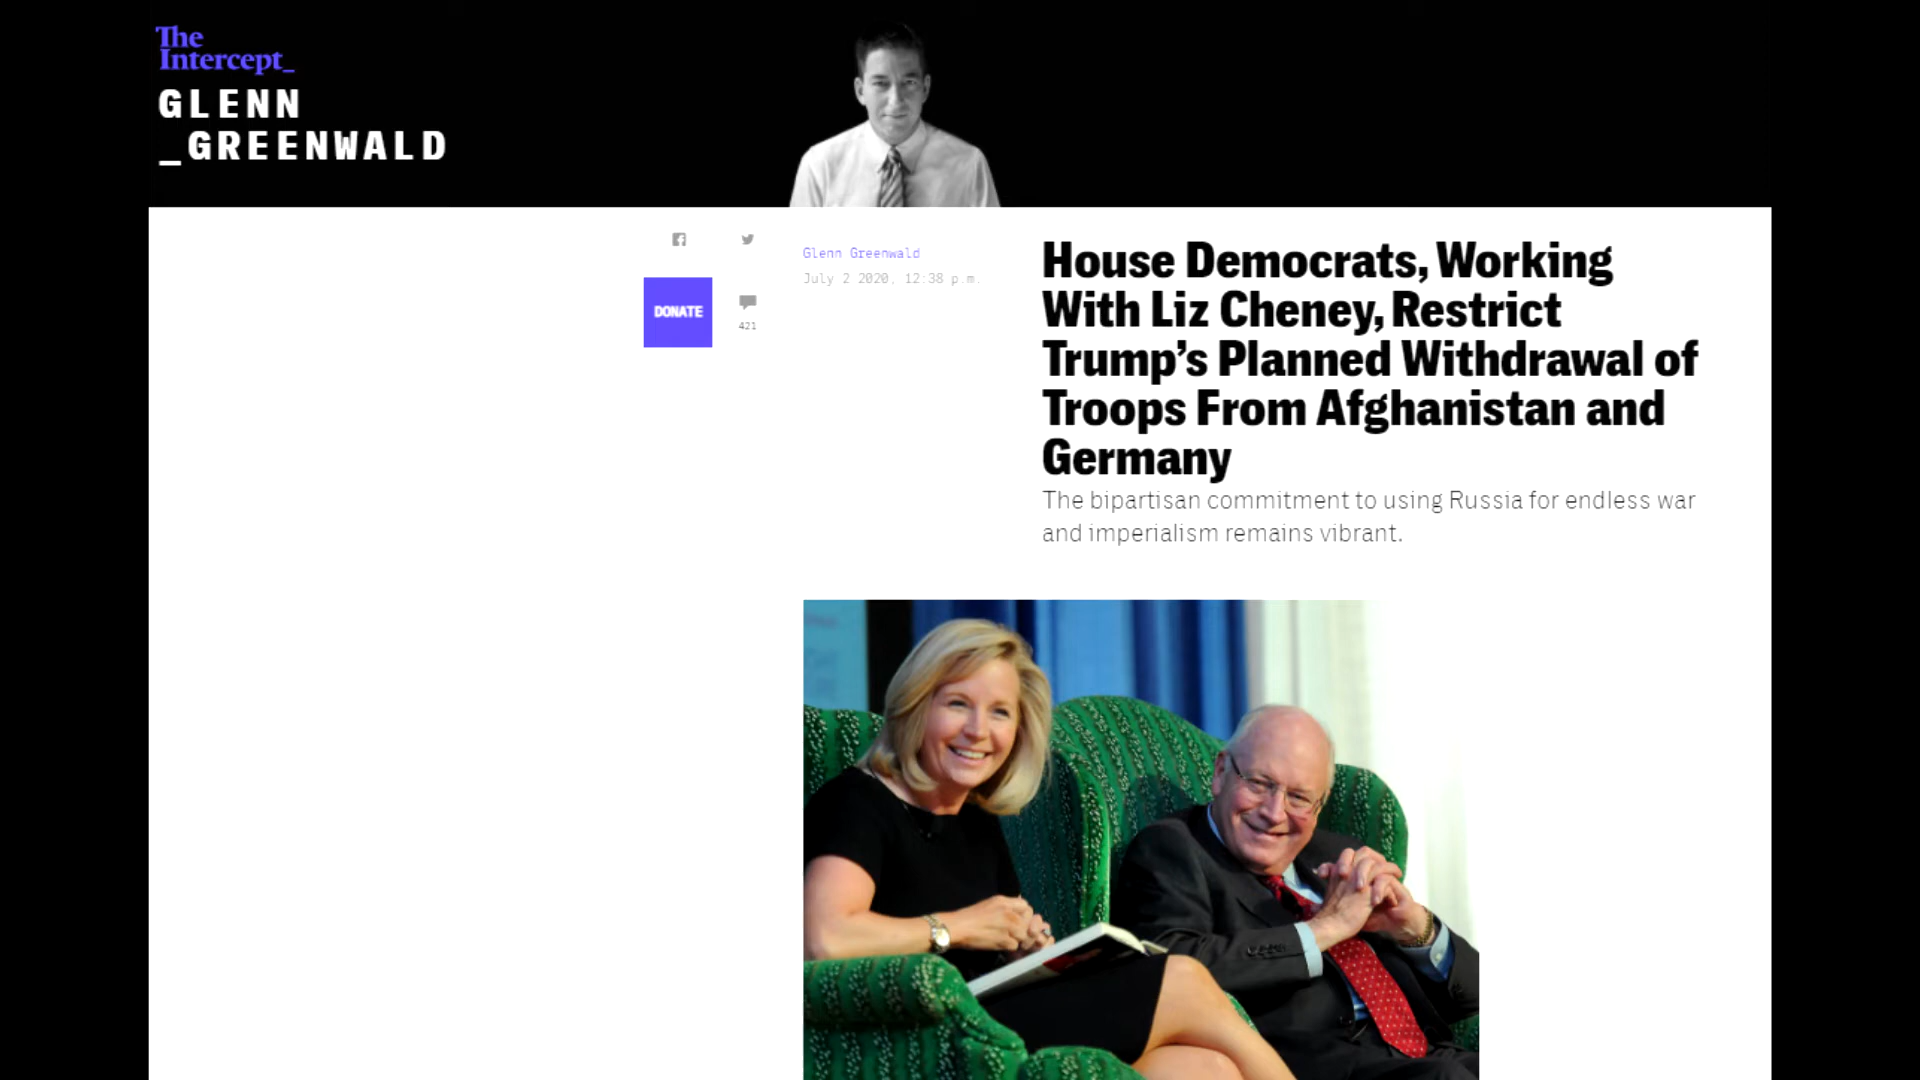 The
Intercept_
GLENN
_GREENWALD
DONATE
421
Glenn Greenwald
July 2 2020, 12:38 p.m.
House Democrats, Working
With Liz Cheney, Restrict
Trump’s Planned Withdrawal of
Troops From Afghanistan and
Germany
The bipartisan commitment to using Russia for endless war
and imperialism remains vibrant.